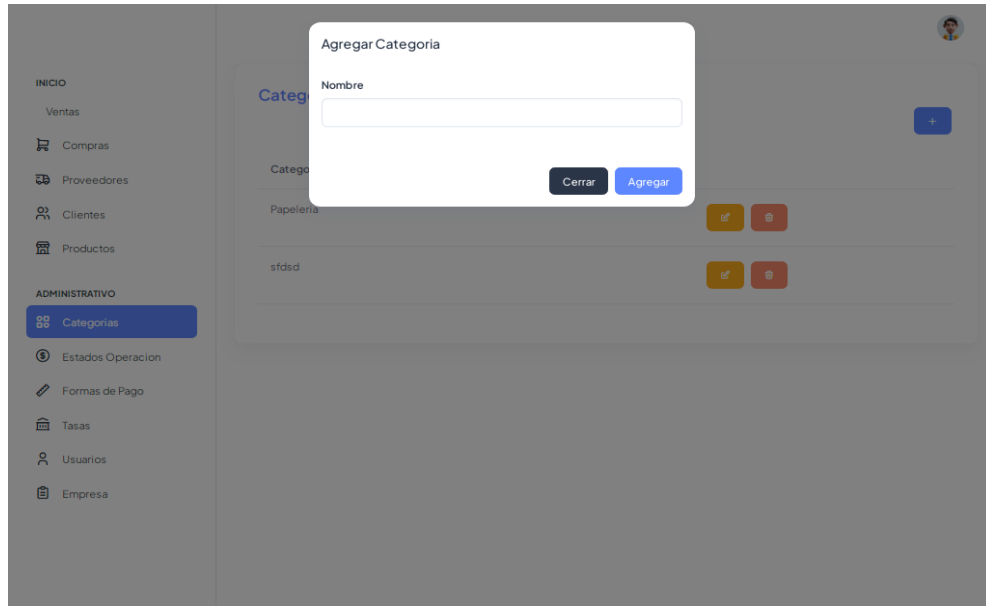 Agregar Categoria
Nombre
Cerrar
Agregar
INICIO
Ventas
Compras
Proveedores
Clientes
Productos
ADMINISTRATIVO
Categorias
Estados Operacion
Formas de Pago
Tasas
Usuarios
Empresa
Categ
+
Catego
Papeleria
sfdsd